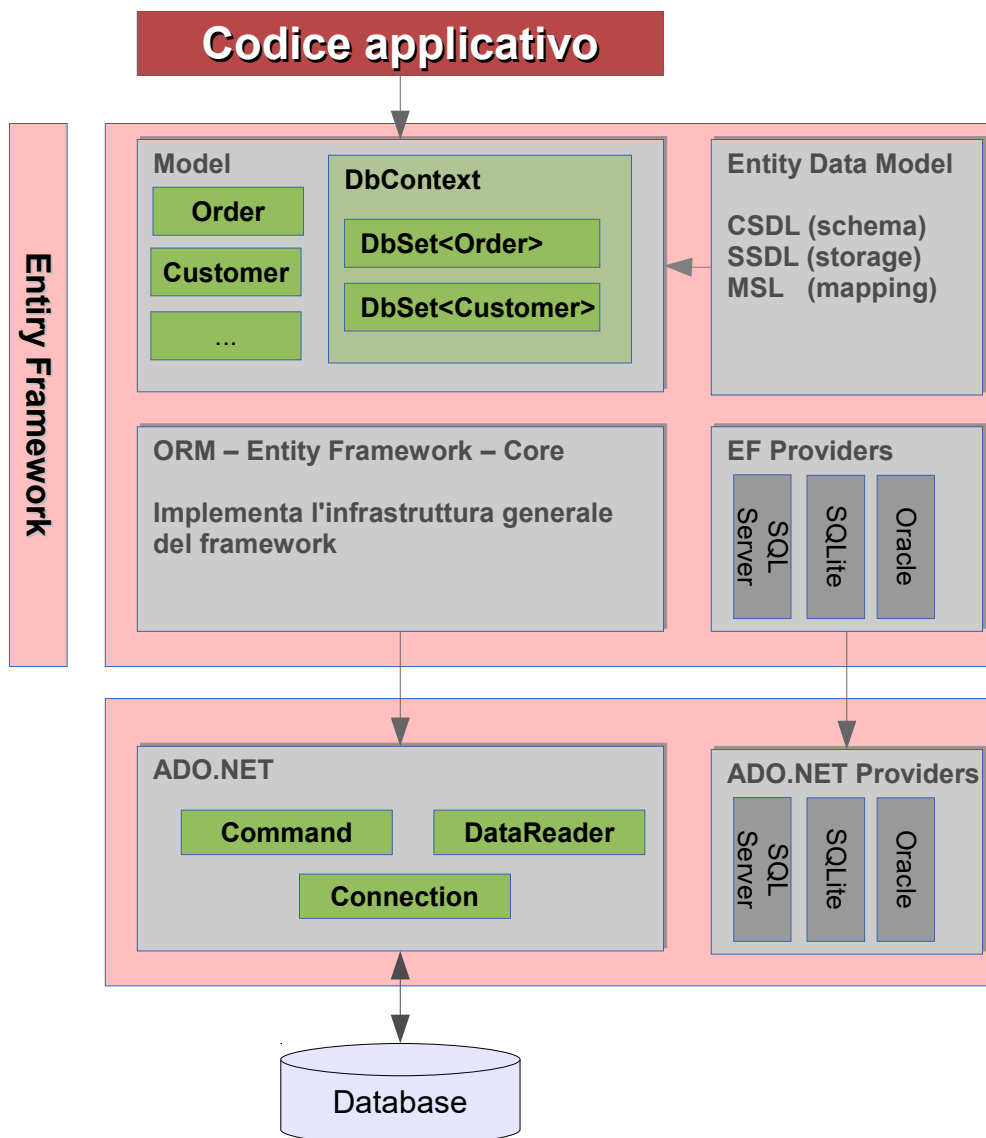 Codice applicativo
Entiry Framework
Model
Order
Customer
...
DbContext
DbSet<Order>
DbSet<Customer>
Entity Data Model
CSDL (schema)
SSDL (storage)
MSL (mapping)
ORM – Entity Framework – Core
Implementa l'infrastruttura generale
del framework
EF Providers
SQL
Server
SQLite
Oracle
ADO.NET
Command
DataReader
Connection
ADO.NET Providers
SQL
Server
SQLite
Oracle
Database